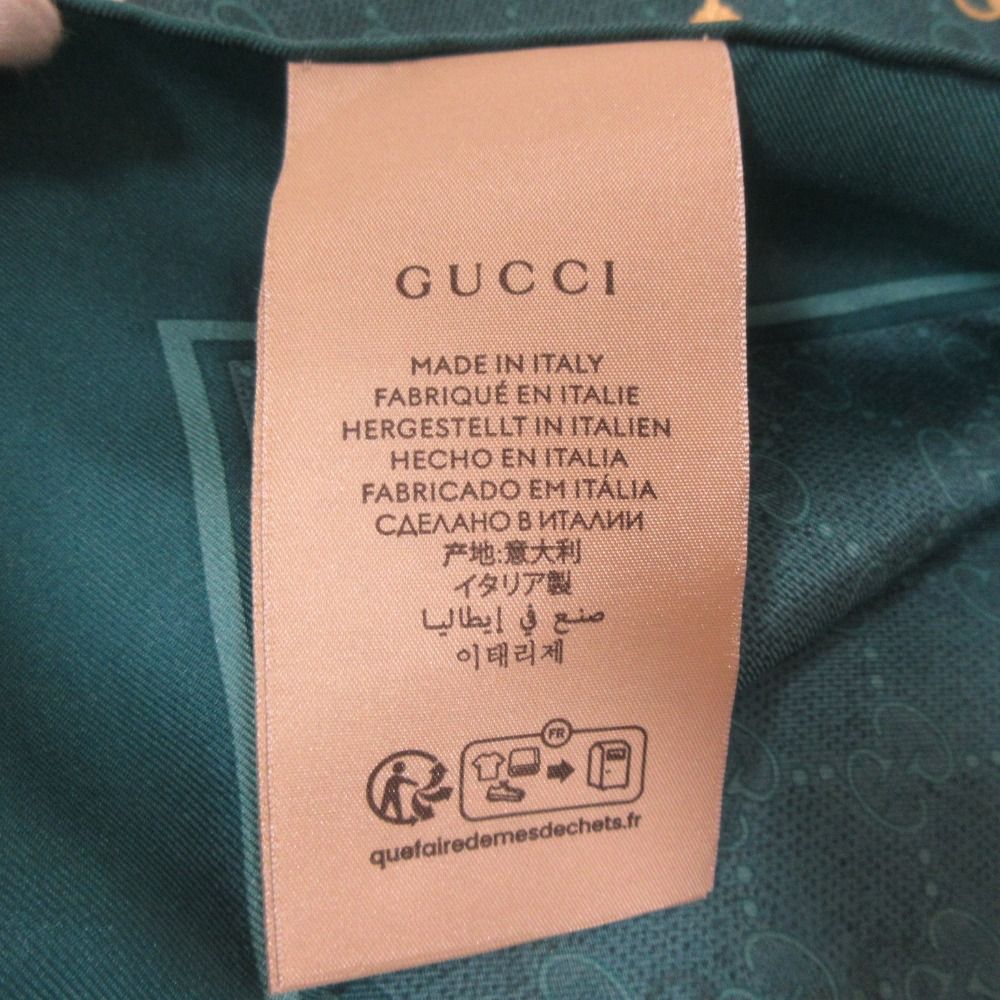 GUCCI
MADE IN ITALY
FABRIQUÉ EN ITALIE
HERGESTELLT IN ITALIEN
HECHO EN ITALIA
FABRICADO EM ITÁLIA
СДЕЛАНО В ИТАЛИИ
产地:意大利
イタリア製
صنع في إيطاليا
이태리제
FR
quefairedemesdechets.fr